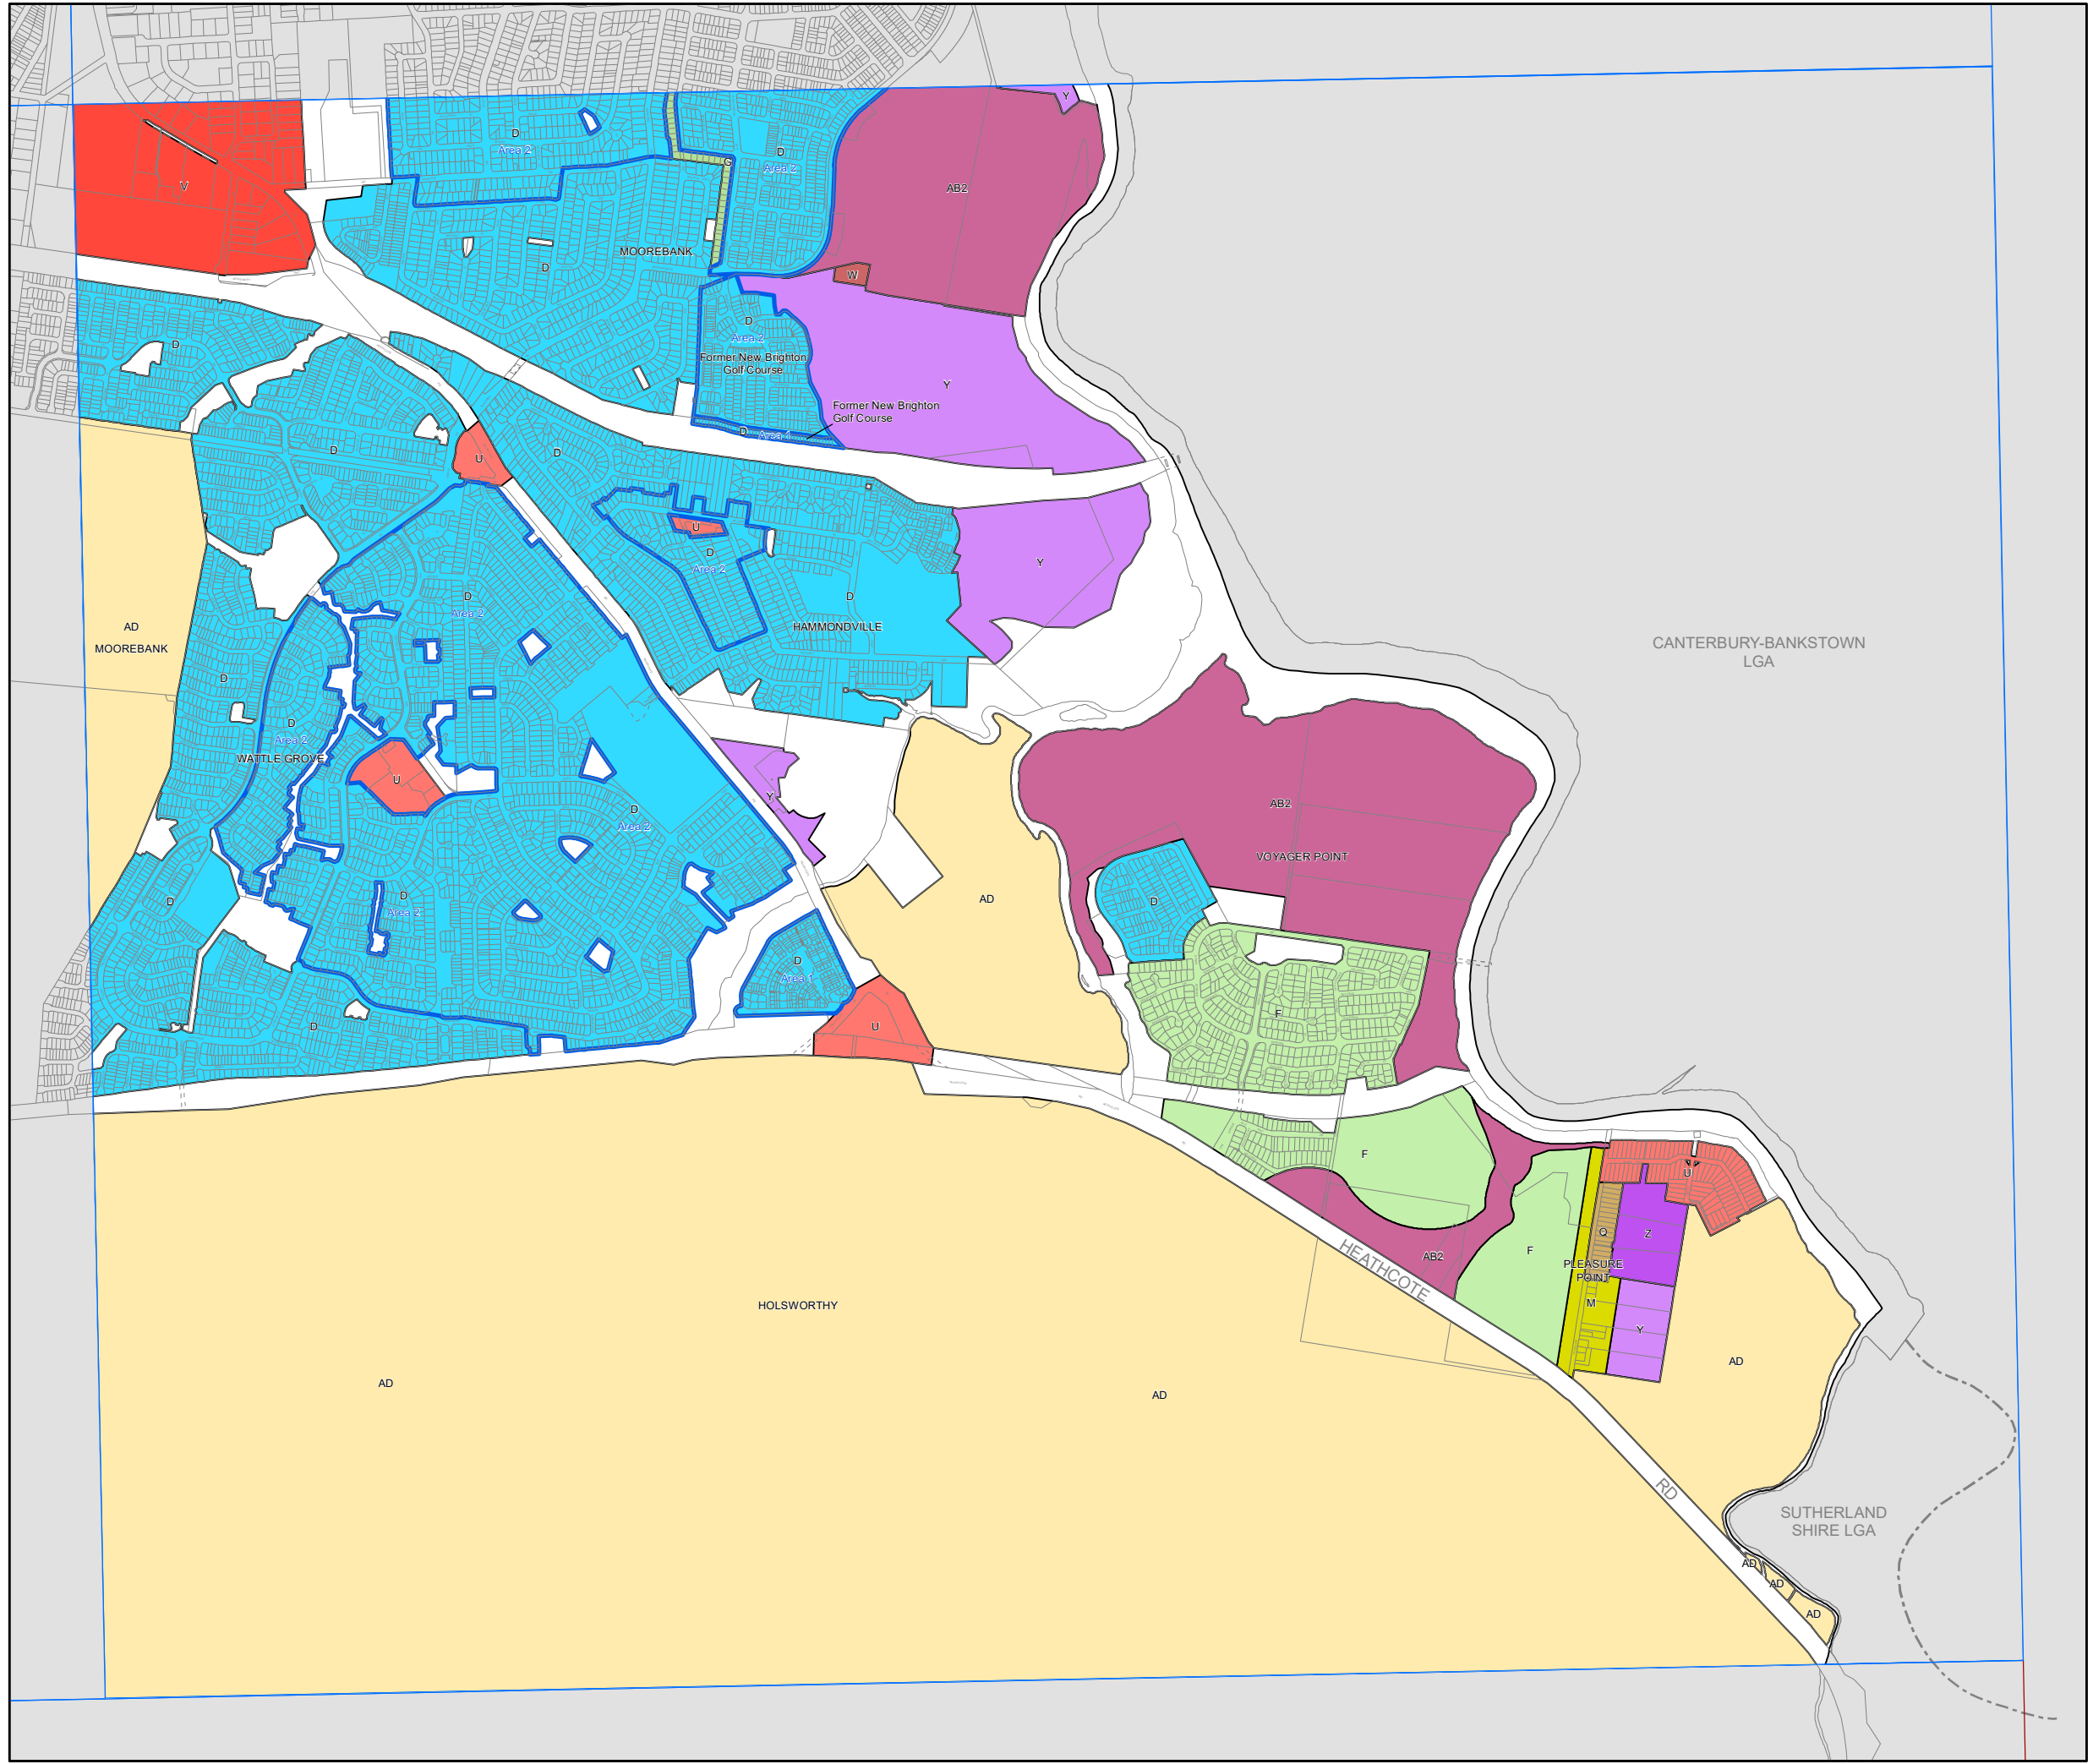 Y
D
Area 2
D
Area 2
G
V
AB2
MOOREBANK
D
W
D
Area 2
D
Former New Brighton
Golf Course
Y
Former New Brighton
Golf Course
D
Area 1
D
D
U
U
D
Area 2
Y
D
Area 2
D
HAMMONDVILLE
AD
MOOREBANK
CANTERBURY-BANKSTOWN
LGA
D
D
Area 2
WATTLE GROVE
U
Y
D
Area 2
AB2
VOYAGER POINT
D
Area 2
D
AD
D
D
Area 1
D
U
F
F
U
Q
Z
F
AB2
PLEASURE
POINT
M
Y
HEATHCOTE
HOLSWORTHY
AD
AD
AD
RD
SUTHERLAND
SHIRE LGA
AD
AD
AD